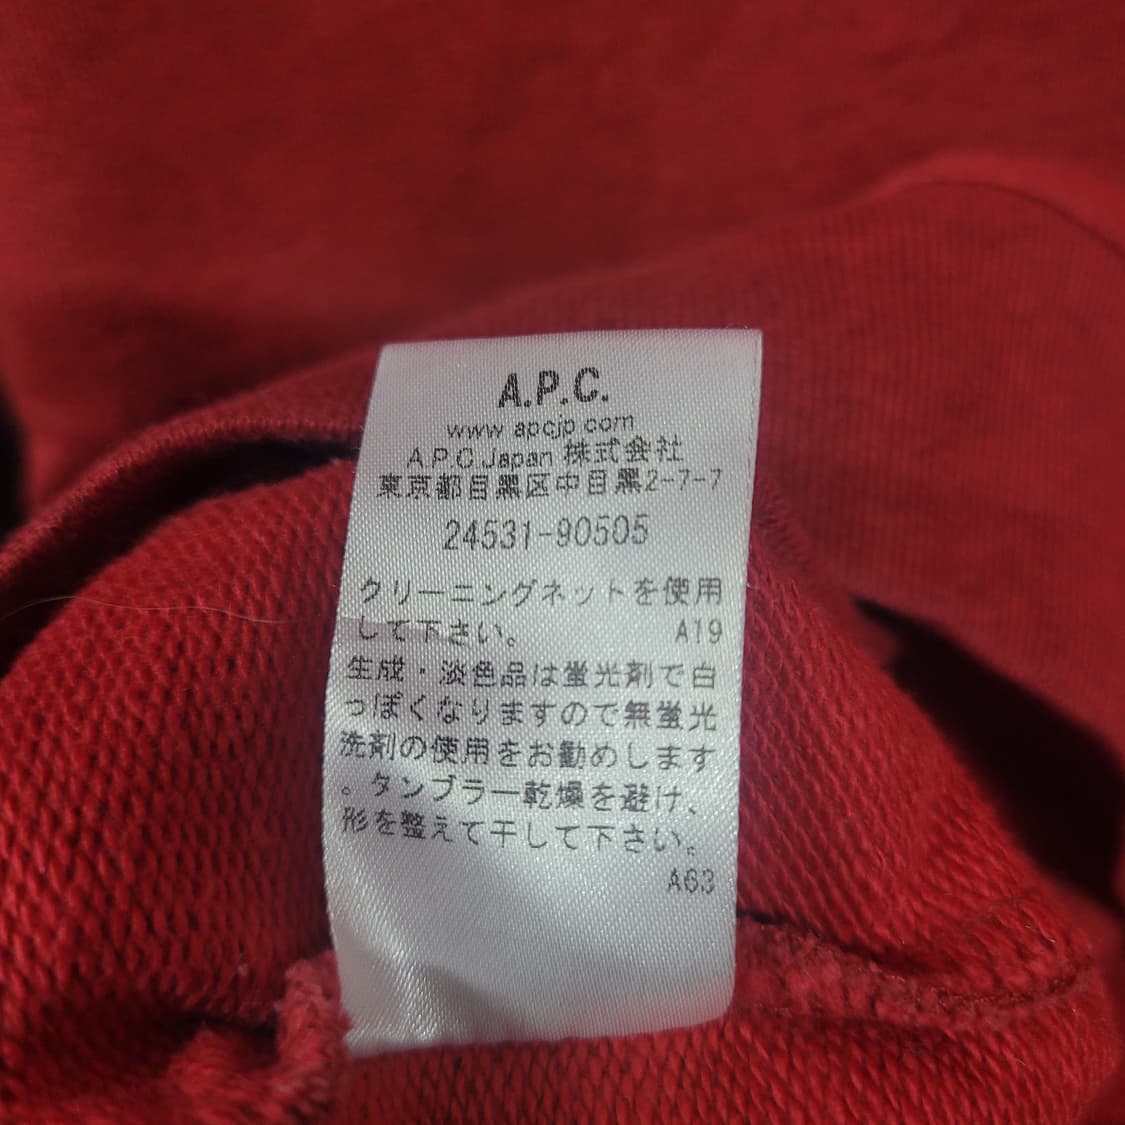 A.P.C.
www apcjp com
A.P.C.Japan 株式会社
東京都目黒区中目黒2-7-7
24531-90505
クリーニングネットを使用
して下さい。 A19
生成・淡色品は蛍光剤で白
っぽくなりますので無蛍光
洗剤の使用をお勧めします
。タンブラー乾燥を避け、
形を整えて干して下さい。
A63